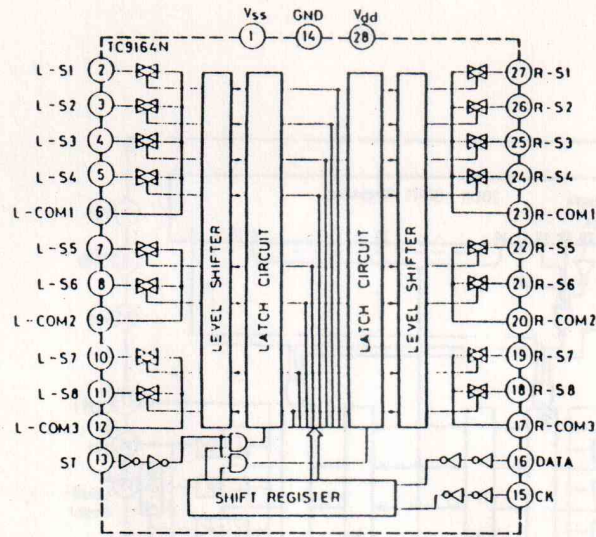 Vss GND Vdd
1 14 28
TC9164N
L-S1 2
L-S2 3
L-S3 4
L-S4 5
L-COM1 6
L-S5 7
L-S6 8
L-COM2 9
L-S7 10
L-S8 11
L-COM3 12
ST 13
LEVEL SHIFTER
LATCH CIRCUIT
LATCH CIRCUIT
LEVEL SHIFTER
SHIFT REGISTER
27 R-S1
26 R-S2
25 R-S3
24 R-S4
23 R-COM1
22 R-S5
21 R-S6
20 R-COM2
19 R-S7
18 R-S8
17 R-COM3
16 DATA
15 CK